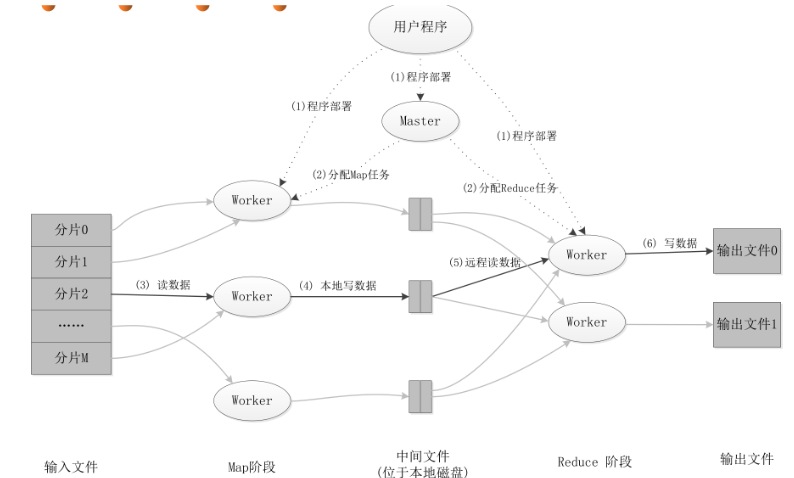 用户程序
(1)程序部署
(1)程序部署
Master
(1)程序部署
(2)分配Map任务
(2)分配Reduce任务
Worker
分片0
分片1
分片2
……
分片M
(3) 读数据
Worker
(4) 本地写数据
(5)远程读数据
Worker
(6) 写数据
输出文件0
Worker
输出文件1
Worker
输入文件
Map阶段
中间文件
(位于本地磁盘)
Reduce 阶段
输出文件